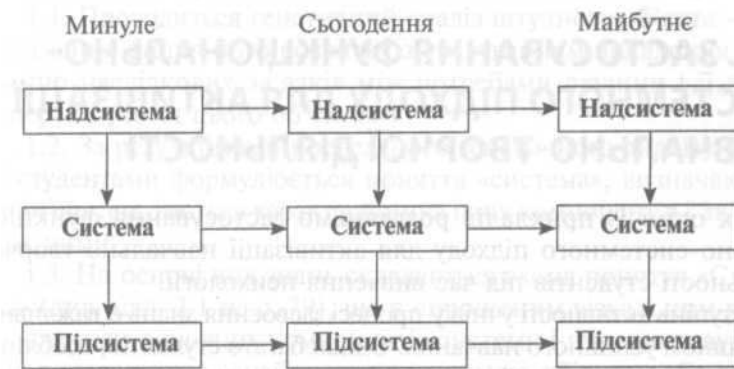 Минуле Сьогодення Майбутнє
Надсистема Надсистема Надсистема
Система Система Система
Підсистема Підсистема Підсистема